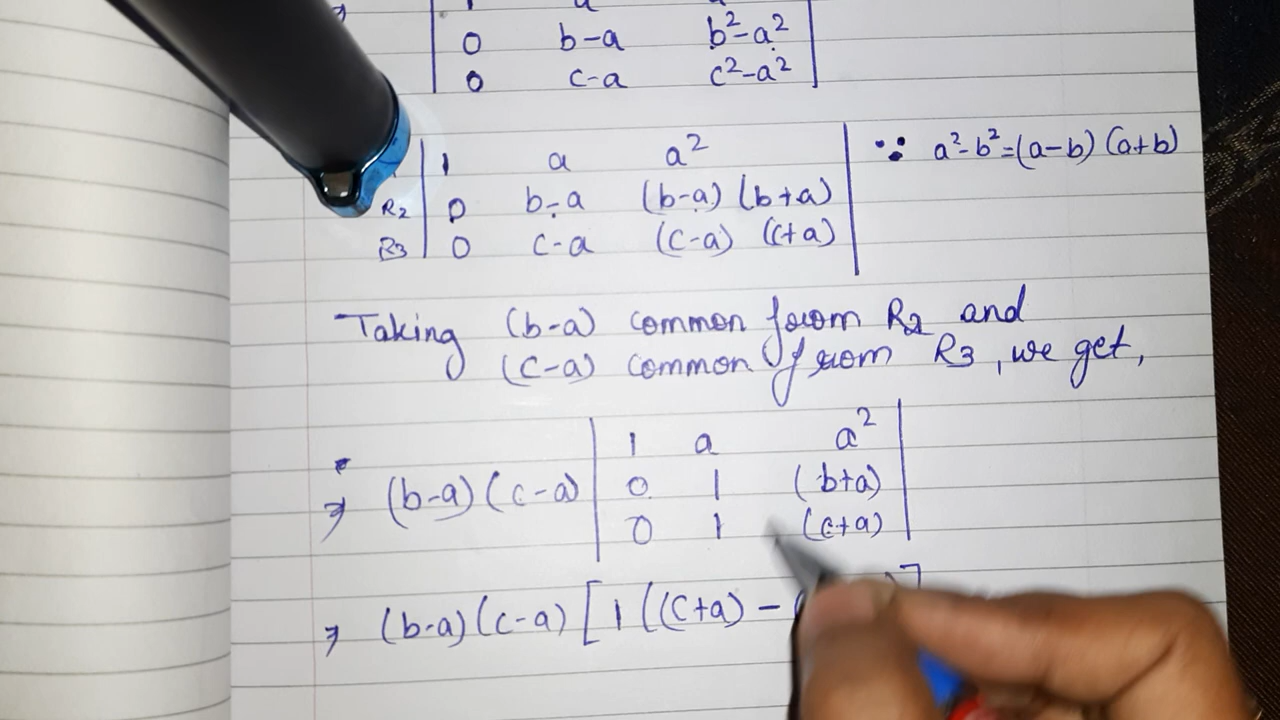 0 b-a b²-a²
0 c-a c²-a²
1 a a² ∵ a²-b²=(a-b) (a+b)
R2 0 b-a (b-a) (b+a)
R3 0 c-a (c-a) (c+a)
Taking (b-a) common from R2 and
(c-a) common from R3, we get,
1 a a²
⇒ (b-a) (c-a) 0 1 (b+a)
0 1 (c+a)
⇒ (b-a) (c-a) [ 1 ((c+a) -